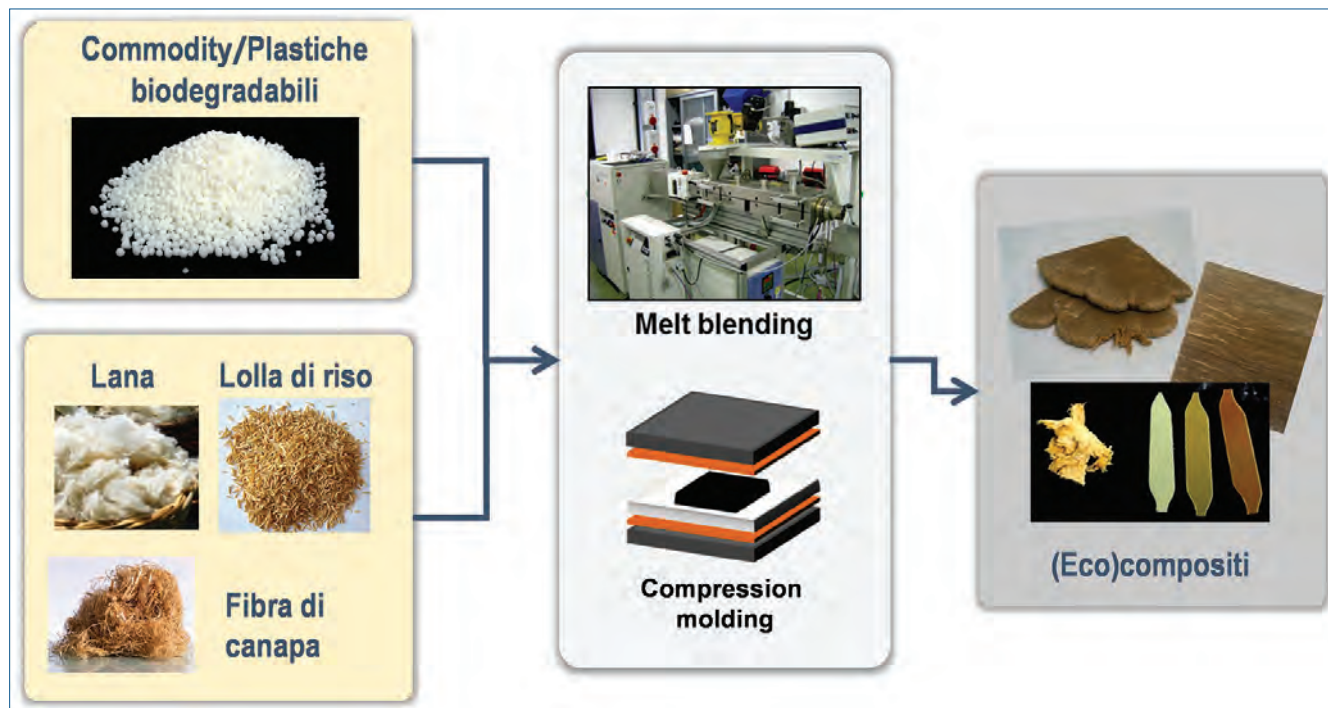 Commodity/Plastiche
biodegradabili
Lana
Lolla di riso
Fibra di
canapa
Melt blending
Compression
molding
(Eco)compositi